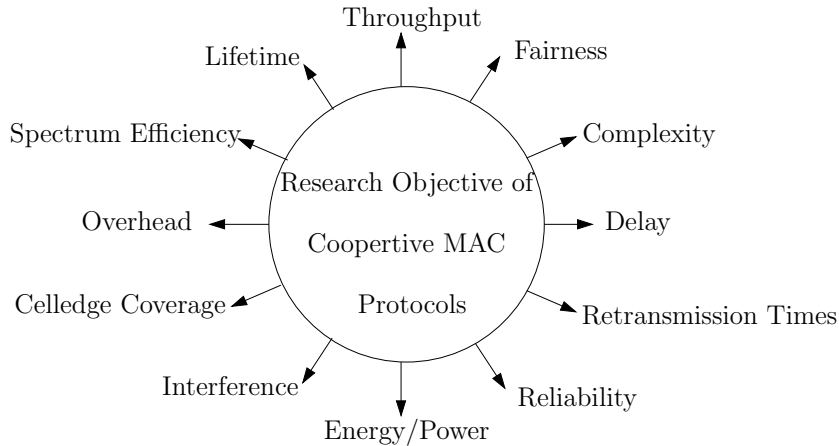 Throughput
Lifetime
Fairness
Spectrum Efficiency
Complexity
Research Objective of
Overhead
Delay
Coopertive MAC
Celledge Coverage
Protocols
Retransmission Times
Interference
Reliability
Energy/Power